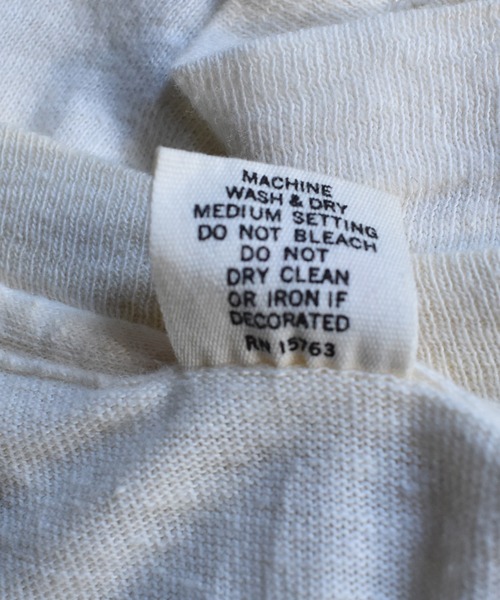 MACHINE
WASH & DRY
MEDIUM SETTING
DO NOT BLEACH
DO NOT
DRY CLEAN
OR IRON IF
DECORATED
RN 15763